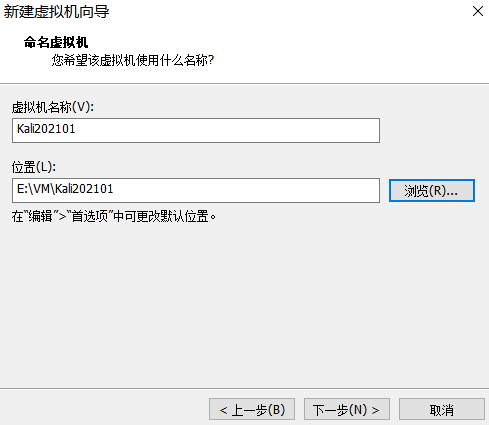 新建虚拟机向导
命名虚拟机
您希望该虚拟机使用什么名称?
虚拟机名称(V):
Kali202101
位置(L):
E:\VM\Kali202101
浏览(R)...
在“编辑”>“首选项”中可更改默认位置。
< 上一步(B)
下一步(N) >
取消